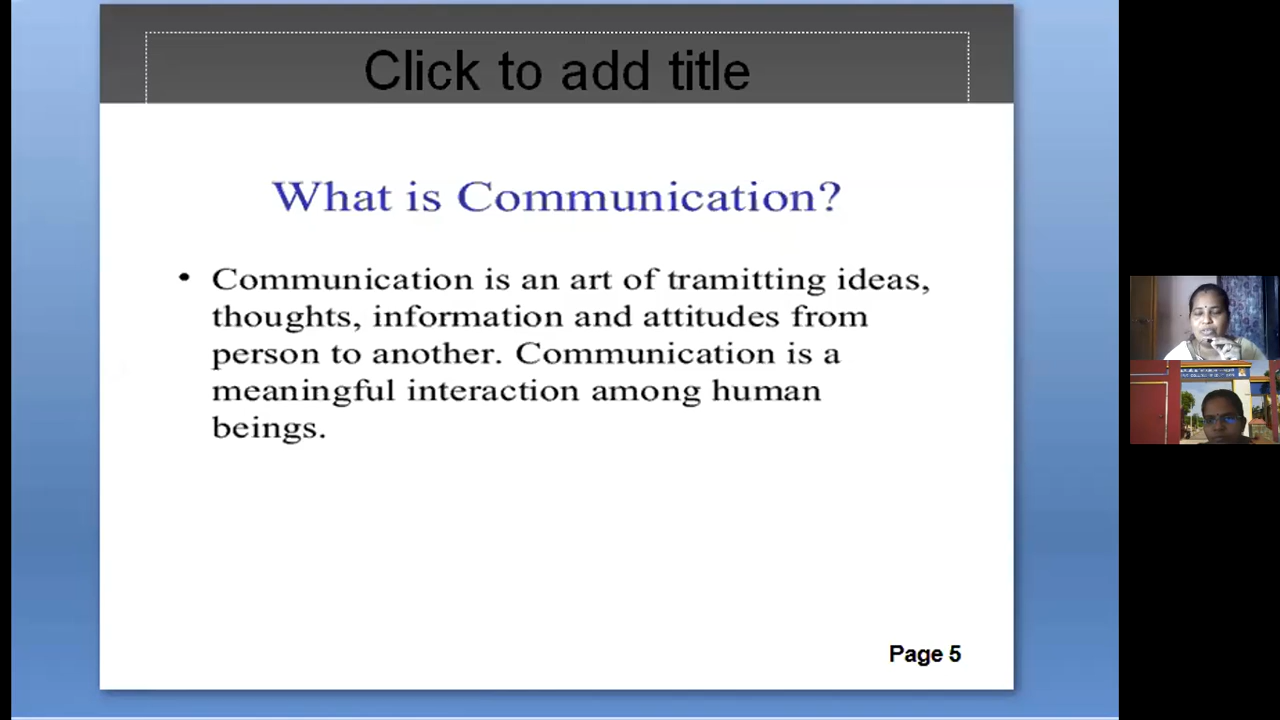 Click to add title
What is Communication?
• Communication is an art of tramitting ideas,
thoughts, information and attitudes from
person to another. Communication is a
meaningful interaction among human
beings.
Page 5